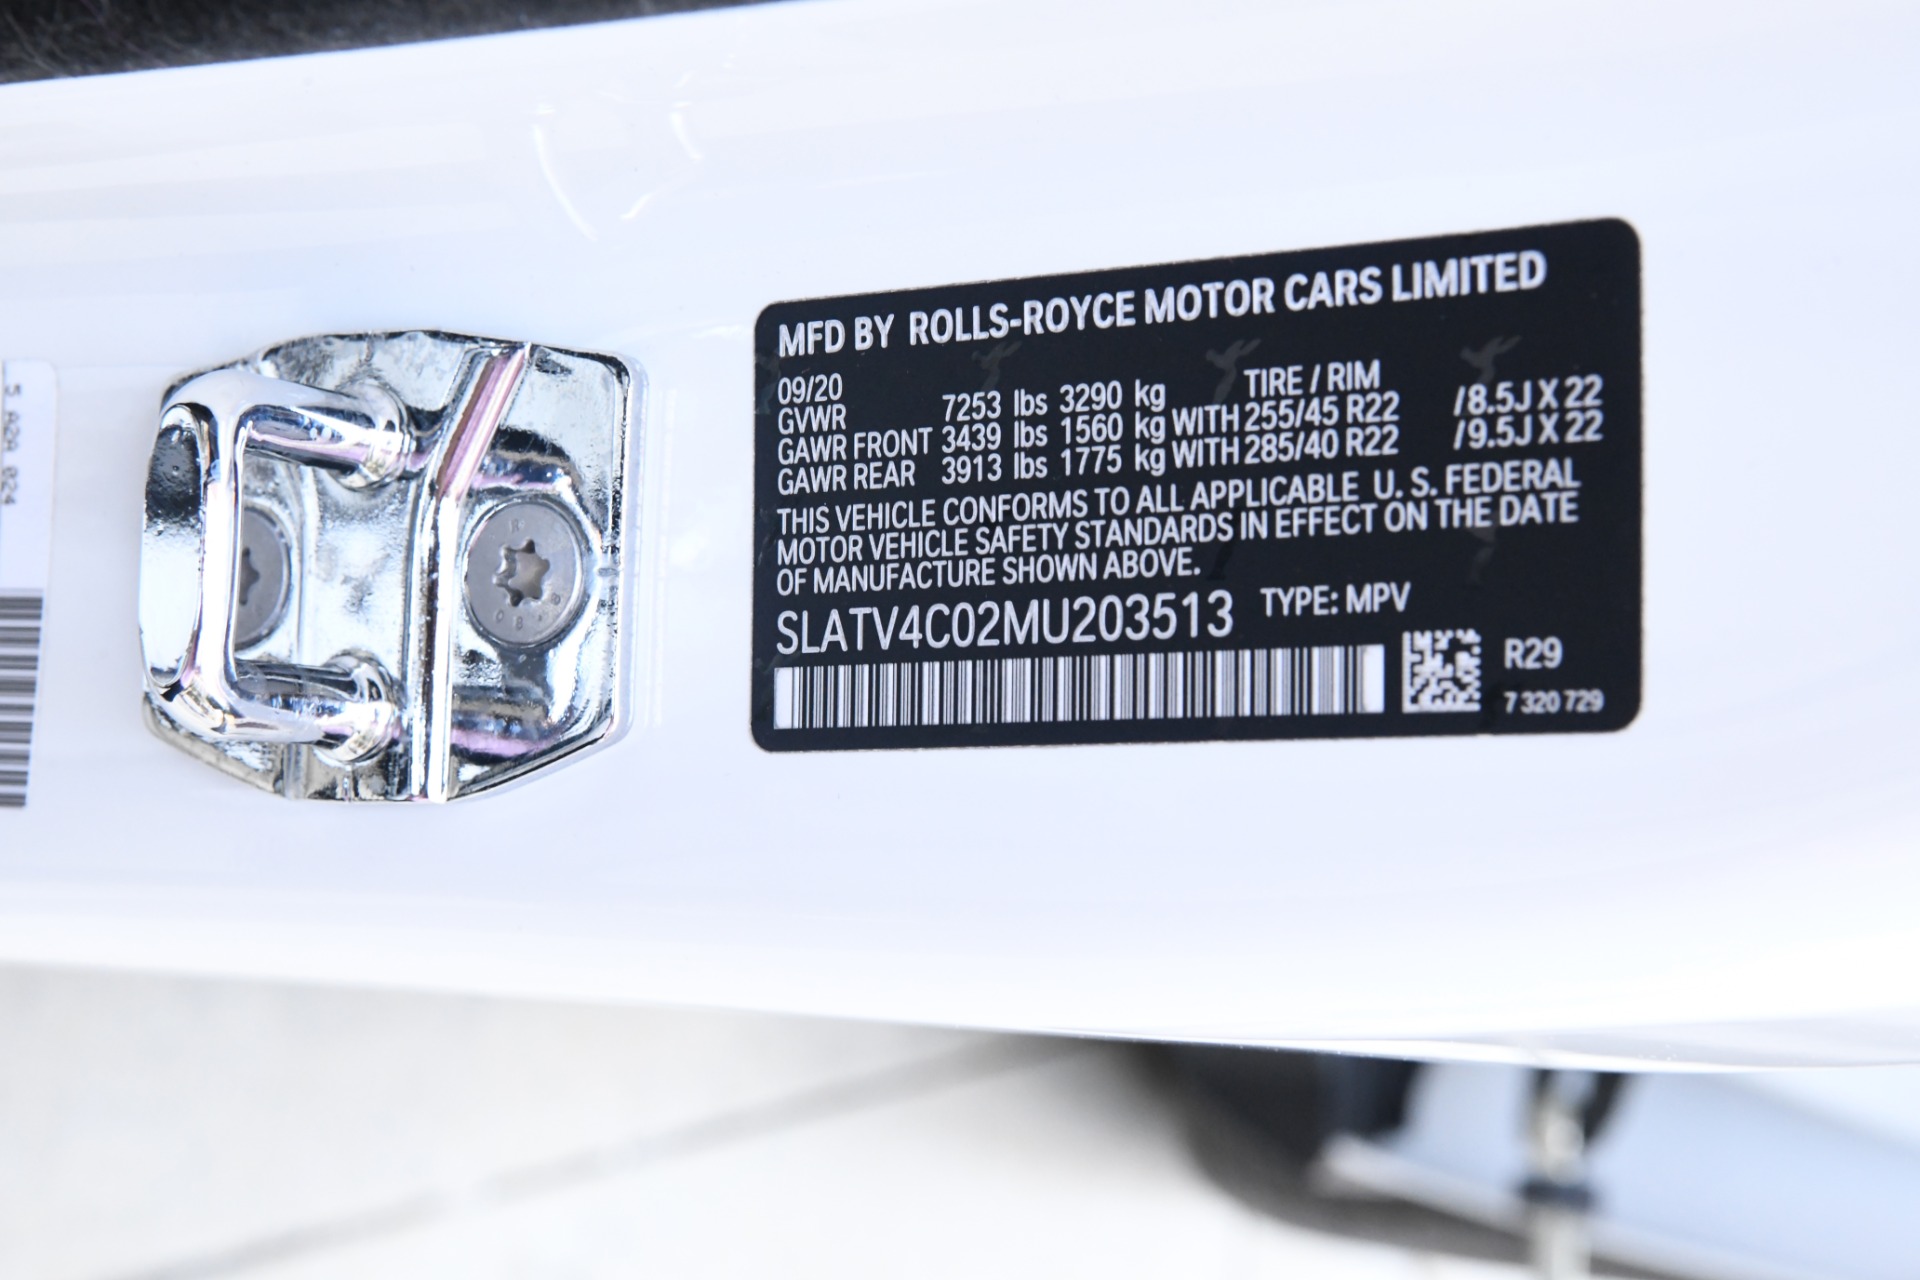 MFD BY ROLLS-ROYCE MOTOR CARS LIMITED
09/20 TIRE / RIM
GVWR 7253 lbs 3290 kg
GAWR FRONT 3439 lbs 1560 kg WITH 255/45 R22 /8.5J X 22
GAWR REAR 3913 lbs 1775 kg WITH 285/40 R22 /9.5J X 22
THIS VEHICLE CONFORMS TO ALL APPLICABLE U. S. FEDERAL
MOTOR VEHICLE SAFETY STANDARDS IN EFFECT ON THE DATE
OF MANUFACTURE SHOWN ABOVE.
SLATV4C02MU203513 TYPE: MPV
R29
7 320 729
5 A2A 024